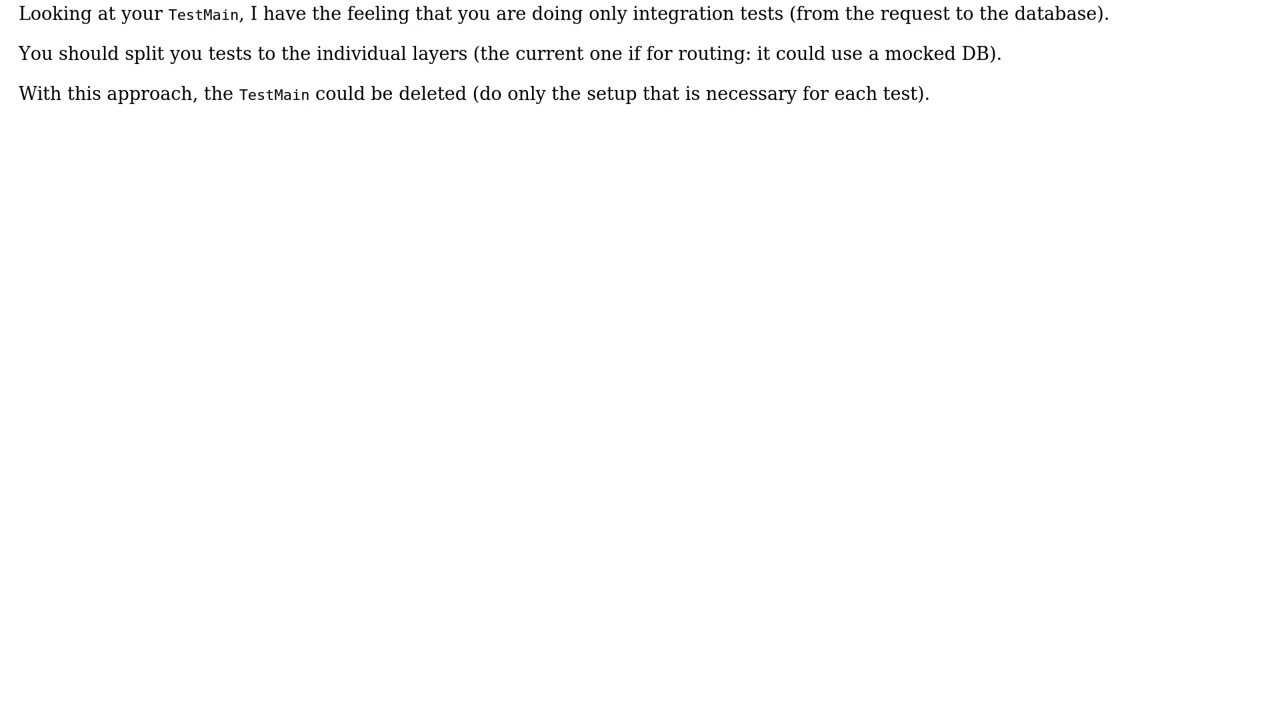 Looking at your TestMain, I have the feeling that you are doing only integration tests (from the request to the database).
You should split you tests to the individual layers (the current one if for routing: it could use a mocked DB).
With this approach, the TestMain could be deleted (do only the setup that is necessary for each test).